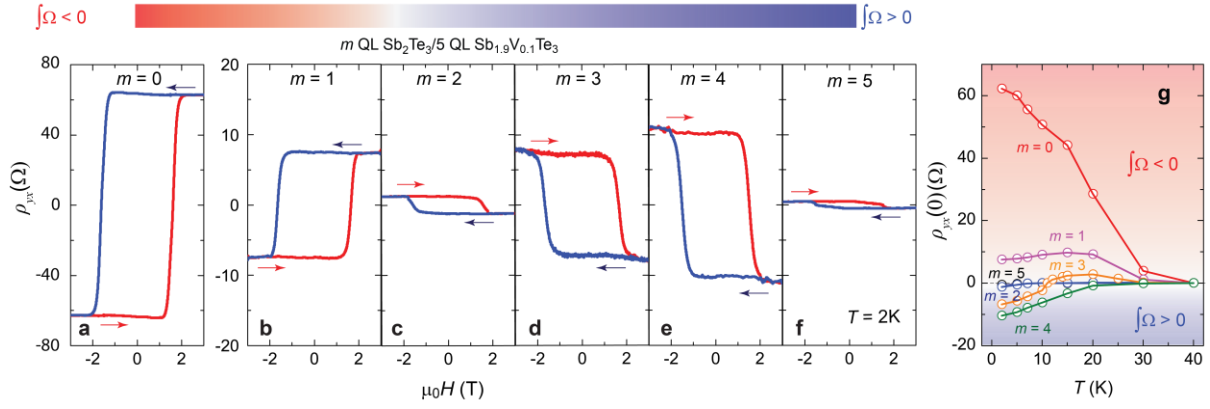 ∫Ω < 0
∫Ω > 0
m QL Sb₂Te₃/5 QL Sb₁.₉V₀.₁Te₃
80
40
0
-40
-80
ρyx(Ω)
m = 0
a
-2 0 2
20
10
0
-10
-20
m = 1
b
-2 0 2
m = 2
c
-2 0 2
m = 3
d
-2 0 2
m = 4
e
-2 0 2
m = 5
f
T = 2K
-2 0 2
μ₀H (T)
g
ρyx(0)(Ω)
60
40
20
0
-20
m = 0
∫Ω < 0
m = 1
m = 3
m = 5
m = 2
m = 4
∫Ω > 0
0 10 20 30 40
T (K)